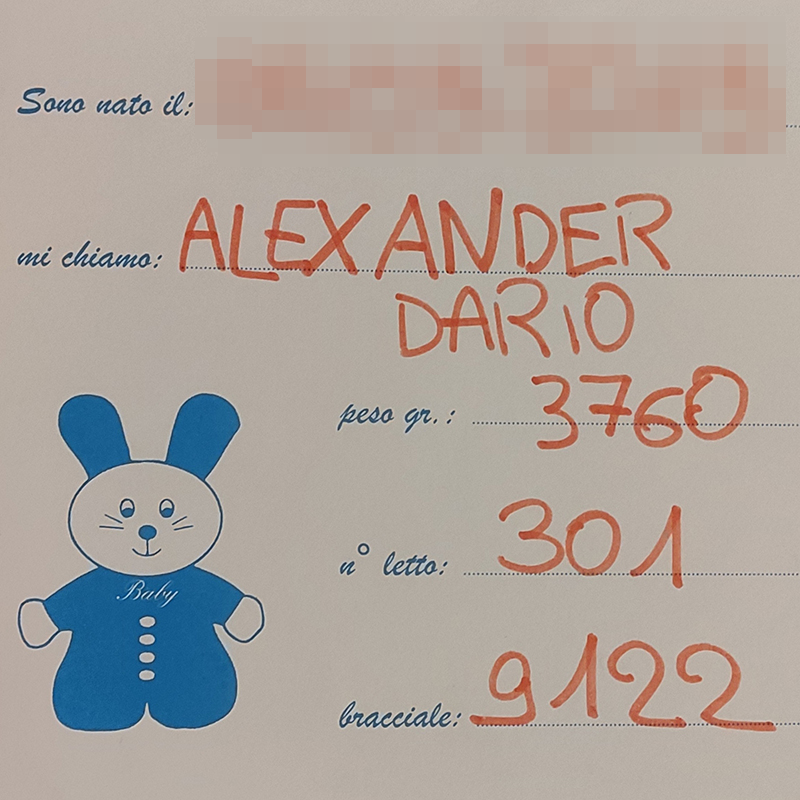 Sono nato il:
mi chiamo: ALEXANDER
DARIO
peso gr.: 3760
n° letto: 301
bracciale: 9122
Baby